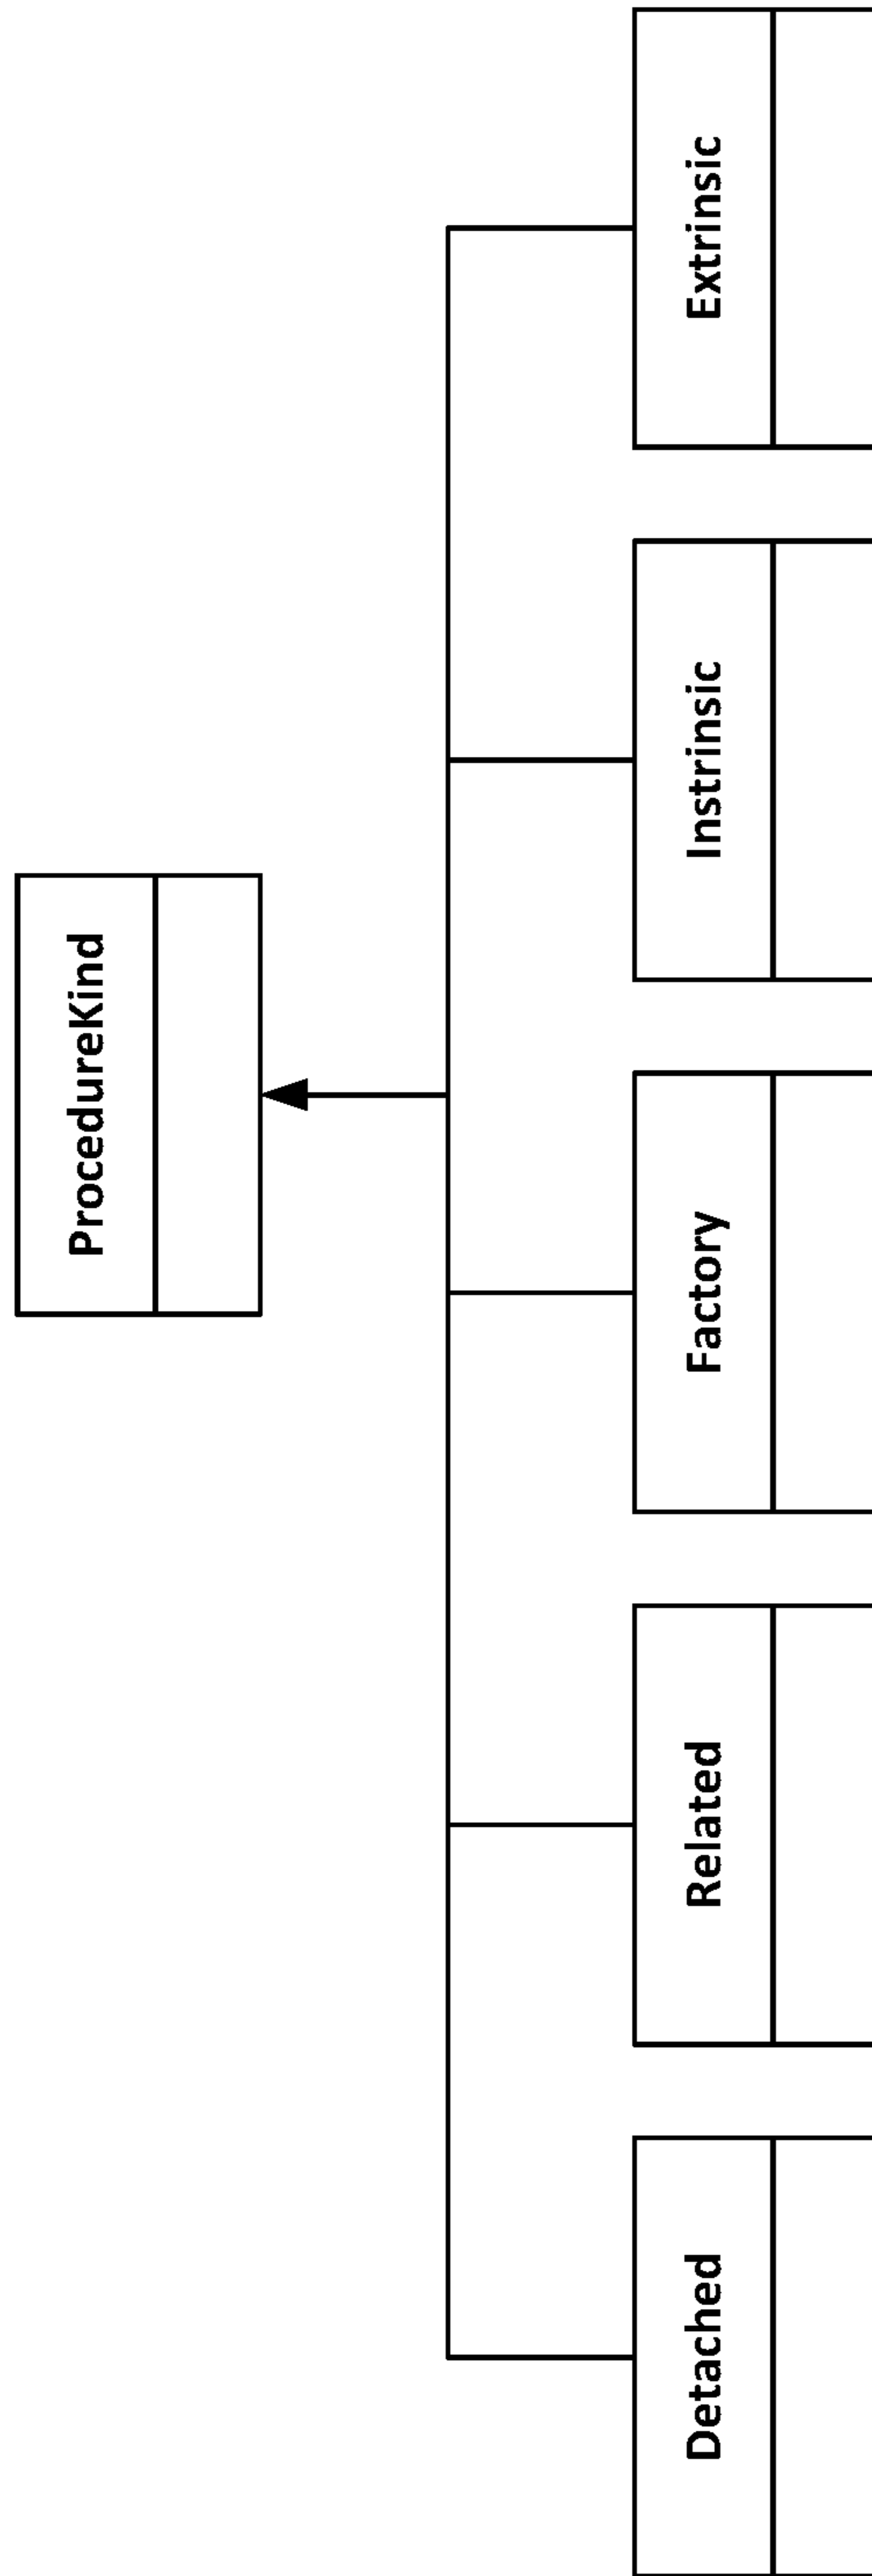 ProcedureKind
Detached
Related
Factory
Instrinsic
Extrinsic